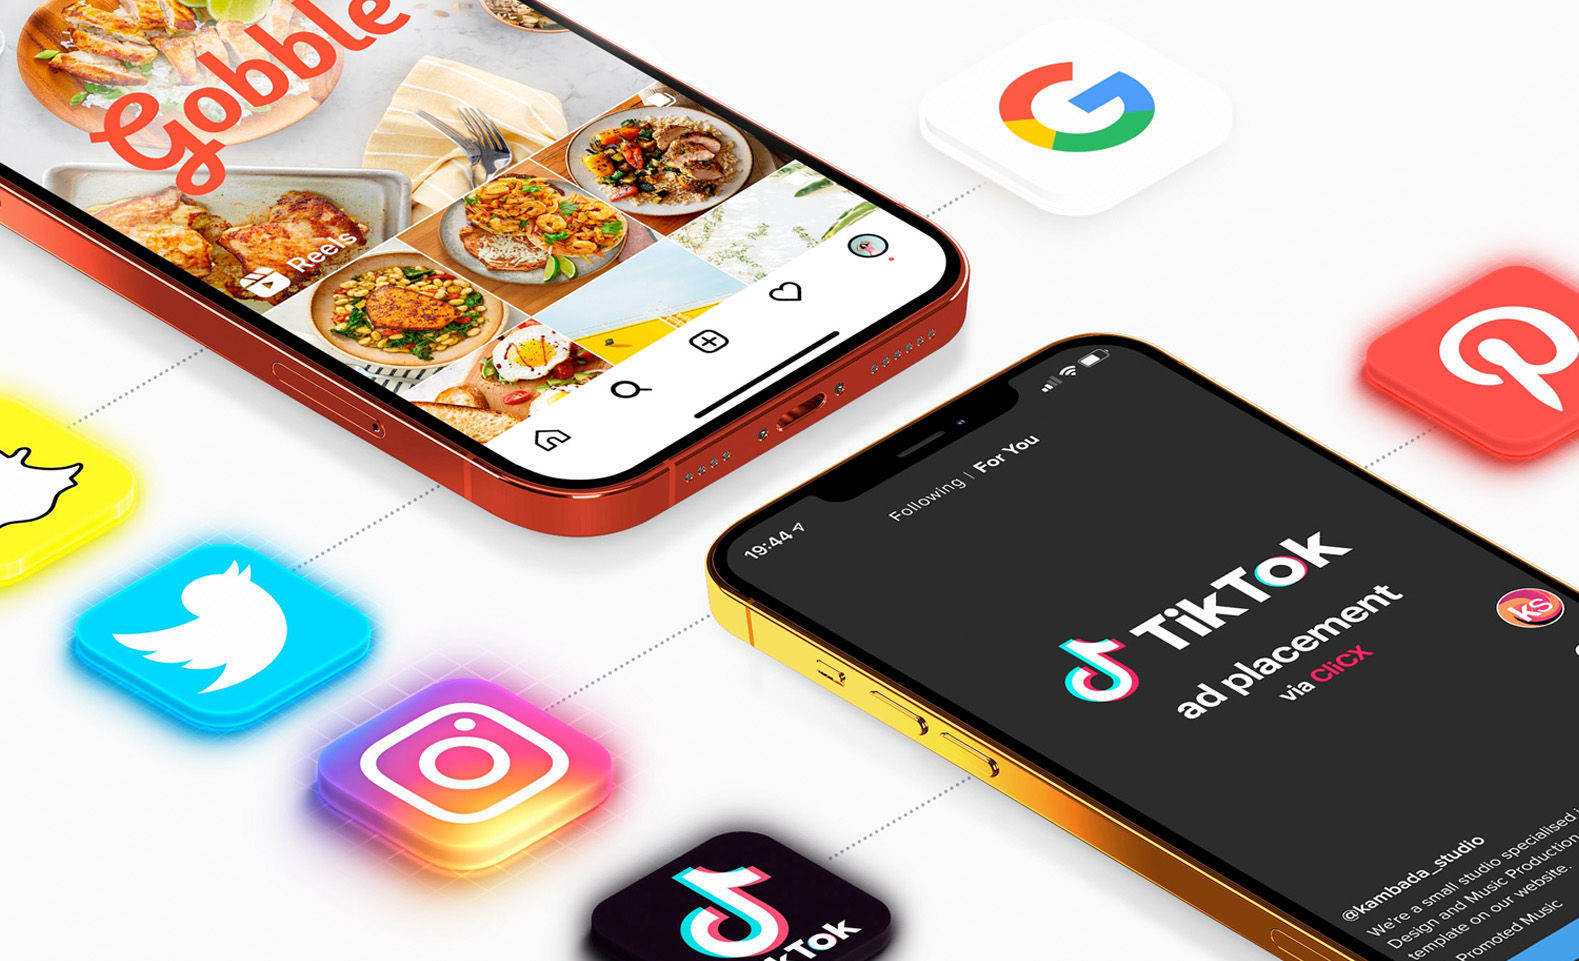 Gobble
Reels
19:44
Following | For You
TikTok
ad placement
via CliCX
KS
@kambada_studio
We're a small studio specialised
Design and Music Production
template on our website.
Promoted Music
TikTok